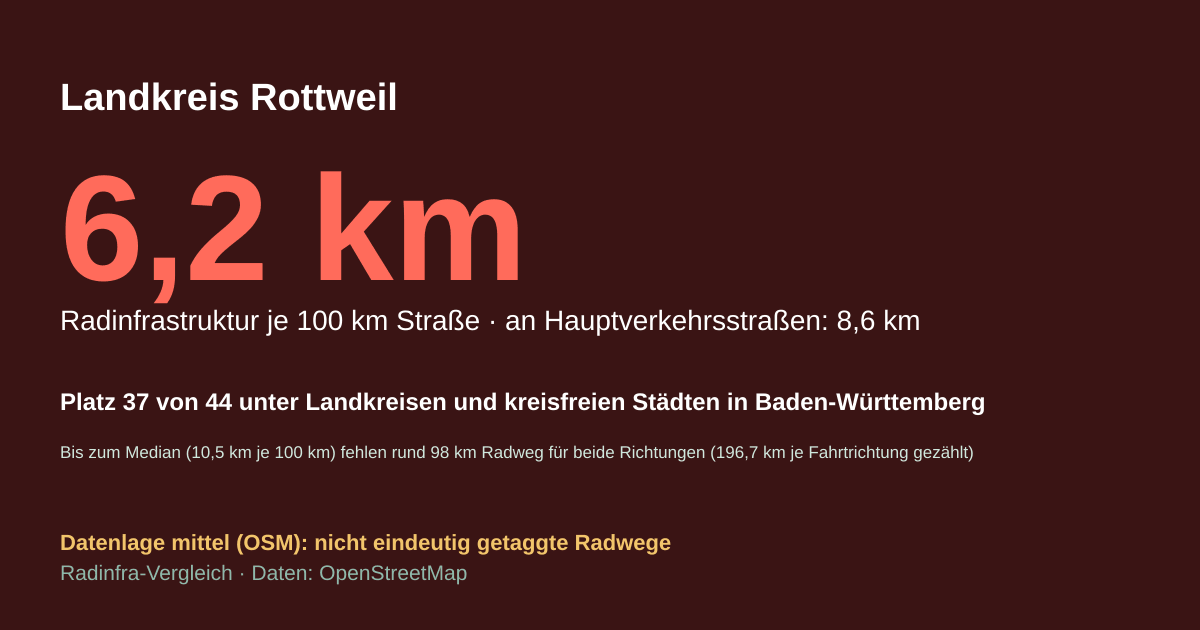 Landkreis Rottweil
6,2 km
Radinfrastruktur je 100 km Straße · an Hauptverkehrsstraßen: 8,6 km
Platz 37 von 44 unter Landkreisen und kreisfreien Städten in Baden-Württemberg
Bis zum Median (10,5 km je 100 km) fehlen rund 98 km Radweg für beide Richtungen (196,7 km je Fahrtrichtung gezählt)
Datenlage mittel (OSM): nicht eindeutig getaggte Radwege
Radinfra-Vergleich · Daten: OpenStreetMap